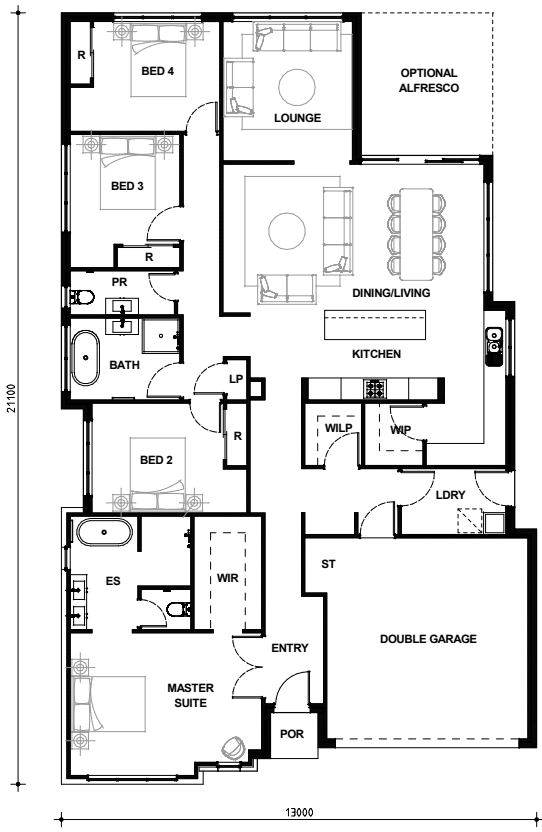 R
BED 4
LOUNGE
OPTIONAL
ALFRESCO
BED 3
R
PR
DINING/LIVING
BATH
KITCHEN
LP
21100
R
WILP
WIP
BED 2
LDRY
ST
ES
WIR
DOUBLE GARAGE
ENTRY
MASTER
SUITE
POR
13000